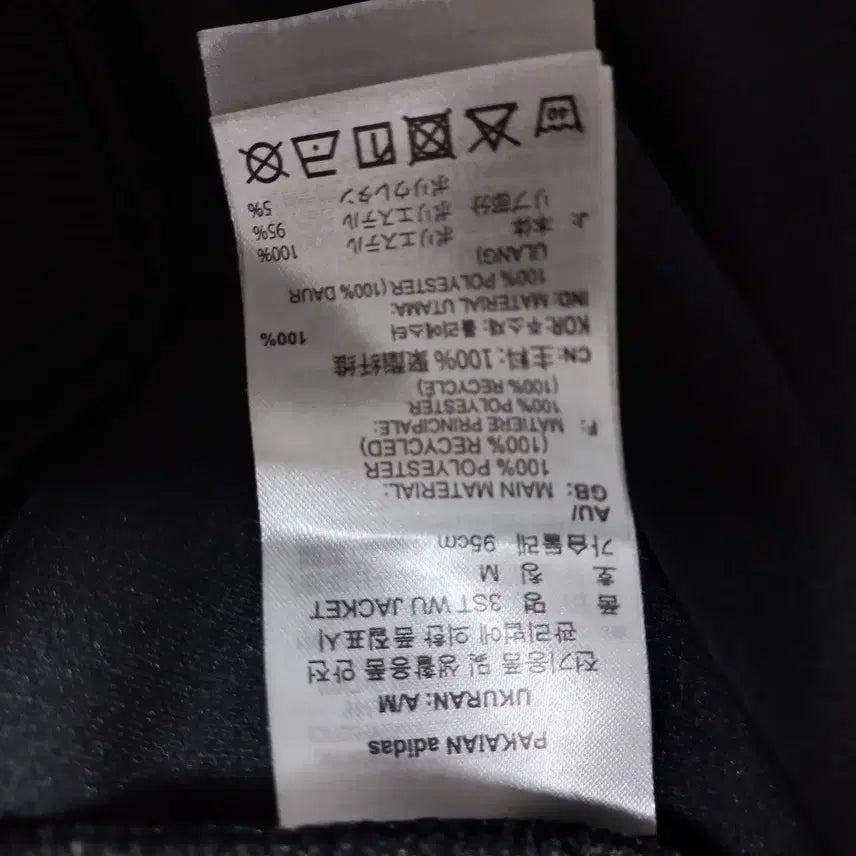 PAKAIAN adidas
UKURAN: A/M
전기용품 및 생활용품 안전
관리법에 의한 품질표시
품 명 3ST WU JACKET
호 칭 M
가슴둘레 95cm
AU/
GB: MAIN MATERIAL:
100% POLYESTER
(100% RECYCLED)
F: MATIERE PRINCIPALE:
100% POLYESTER
(100% RECYCLE)
CN: 主料: 100% 聚酯纤维
KOR: 주소재: 폴리에스터 100%
IND: MATERIAL UTAMA:
100% POLYESTER (100% DAUR
ULANG)
J: 本体 ポリエステル 100%
リブ部分 ポリエステル 95%
ポリウレタン 5%
40